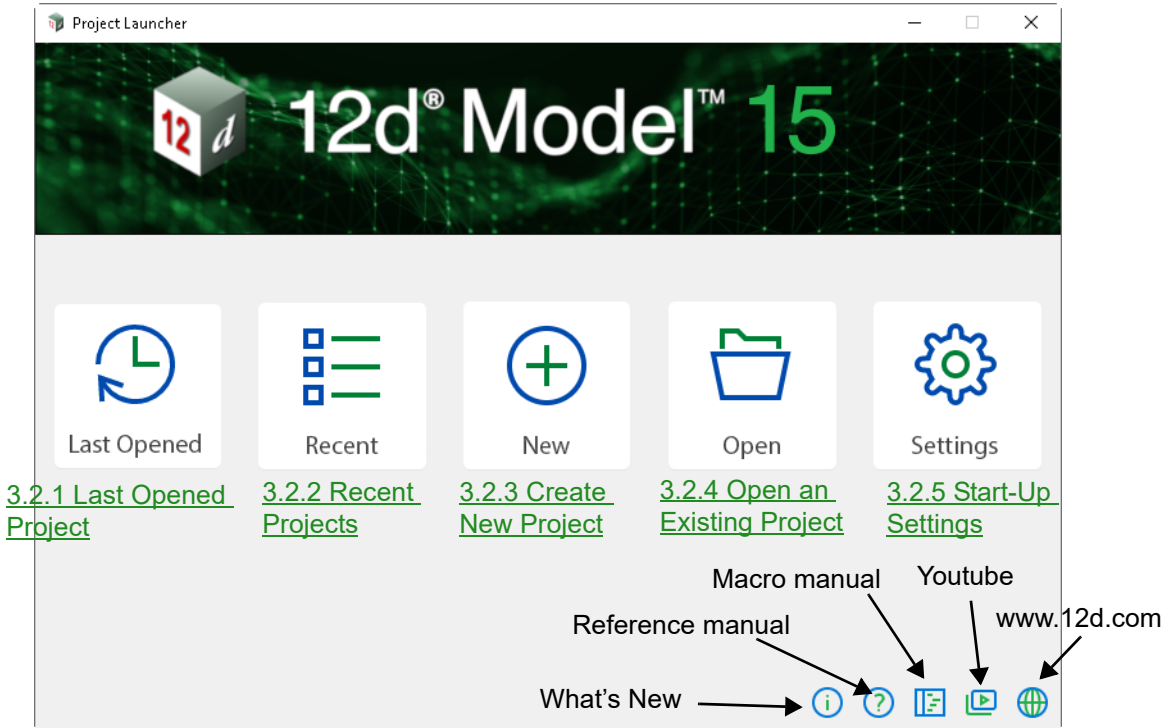 Project Launcher
12d® Model™ 15
12 d
Last Opened
Recent
New
Open
Settings
3.2.1 Last Opened
Project
3.2.2 Recent
Projects
3.2.3 Create
New Project
3.2.4 Open an
Existing Project
3.2.5 Start-Up
Settings
Macro manual
Youtube
Reference manual
www.12d.com
What's New